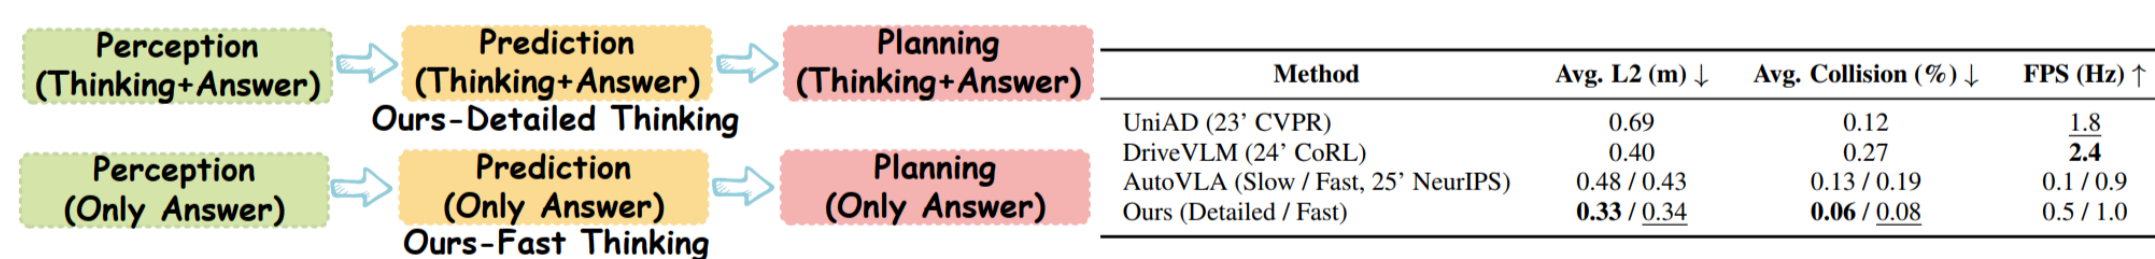 Perception
(Thinking+Answer)
Prediction
(Thinking+Answer)
Planning
(Thinking+Answer)
Ours-Detailed Thinking
Perception
(Only Answer)
Prediction
(Only Answer)
Planning
(Only Answer)
Ours-Fast Thinking
Method Avg. L2 (m) ↓ Avg. Collision (%) ↓ FPS (Hz) ↑
UniAD (23’ CVPR) 0.69 0.12 1.8
DriveVLM (24’ CoRL) 0.40 0.27 2.4
AutoVLA (Slow / Fast, 25’ NeurIPS) 0.48 / 0.43 0.13 / 0.19 0.1 / 0.9
Ours (Detailed / Fast) 0.33 / 0.34 0.06 / 0.08 0.5 / 1.0